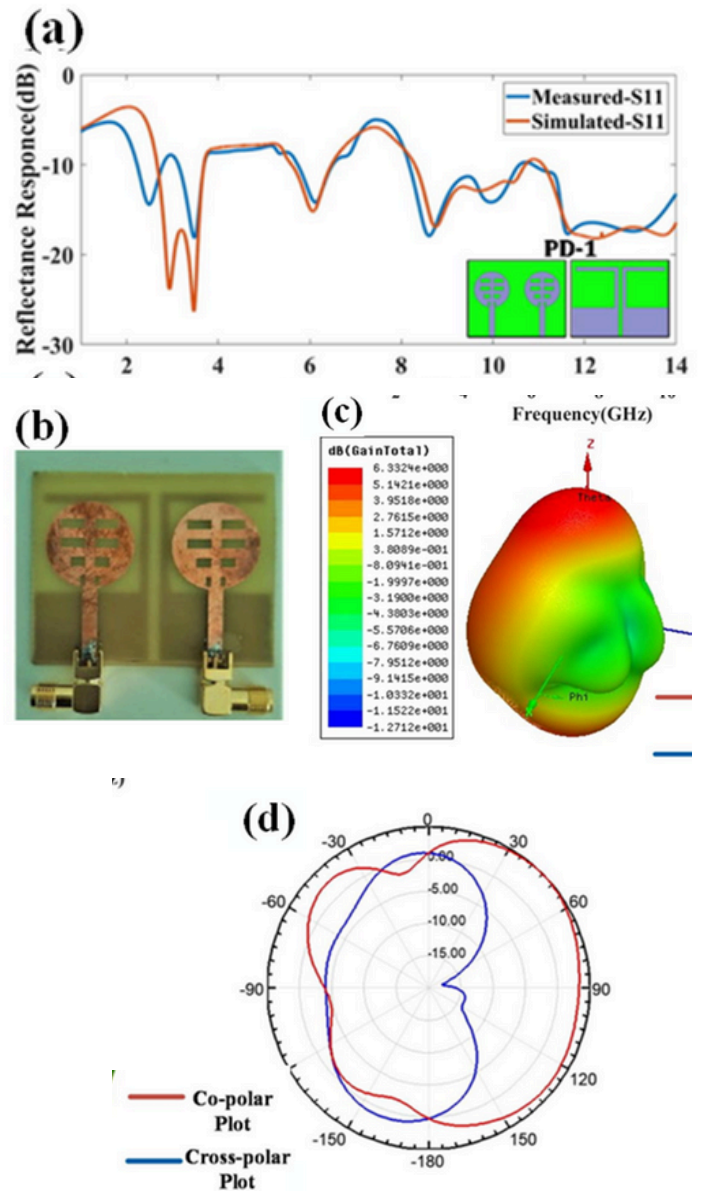 (a)
Reflectance Responce(dB)
0
-10
-20
-30
Measured-S11
Simulated-S11
PD-1
2 4 6 8 10 12 14
(b)
(c)
Frequency(GHz)
dB(GainTotal)
6.3324e+000
5.1421e+000
3.9518e+000
2.7615e+000
1.5712e+000
3.8089e-001
-8.0941e-001
-1.9997e+000
-3.1900e+000
-4.3803e+000
-5.5706e+000
-6.7609e+000
-7.9512e+000
-9.1415e+000
-1.0332e+001
-1.1522e+001
-1.2712e+001
Z
Theta
Phi
(d)
0
-30 30
0.00
-5.00
-60 60
-10.00
-15.00
-90 90
120
-150 150
-180
Co-polar
Plot
Cross-polar
Plot